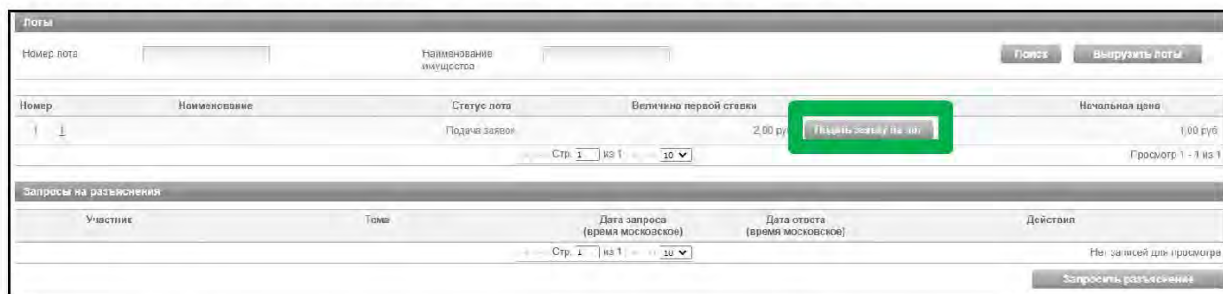 Лоты
Номер лота Наименование имущества Поиск Выгрузить лоты
Номер Наименование Статус лота Величина первой ставки Начальная цена
1 1 Подача заявок 2,00 руб Подать заявку на лот 1,00 руб.
Стр. 1 из 1 10 Просмотр 1 - 1 из 1
Запросы на разъяснения
Участник Тема Дата запроса (время московское) Дата ответа (время московское) Действия
Стр. 1 из 1 10 Нет записей для просмотра
Запросить разъяснение